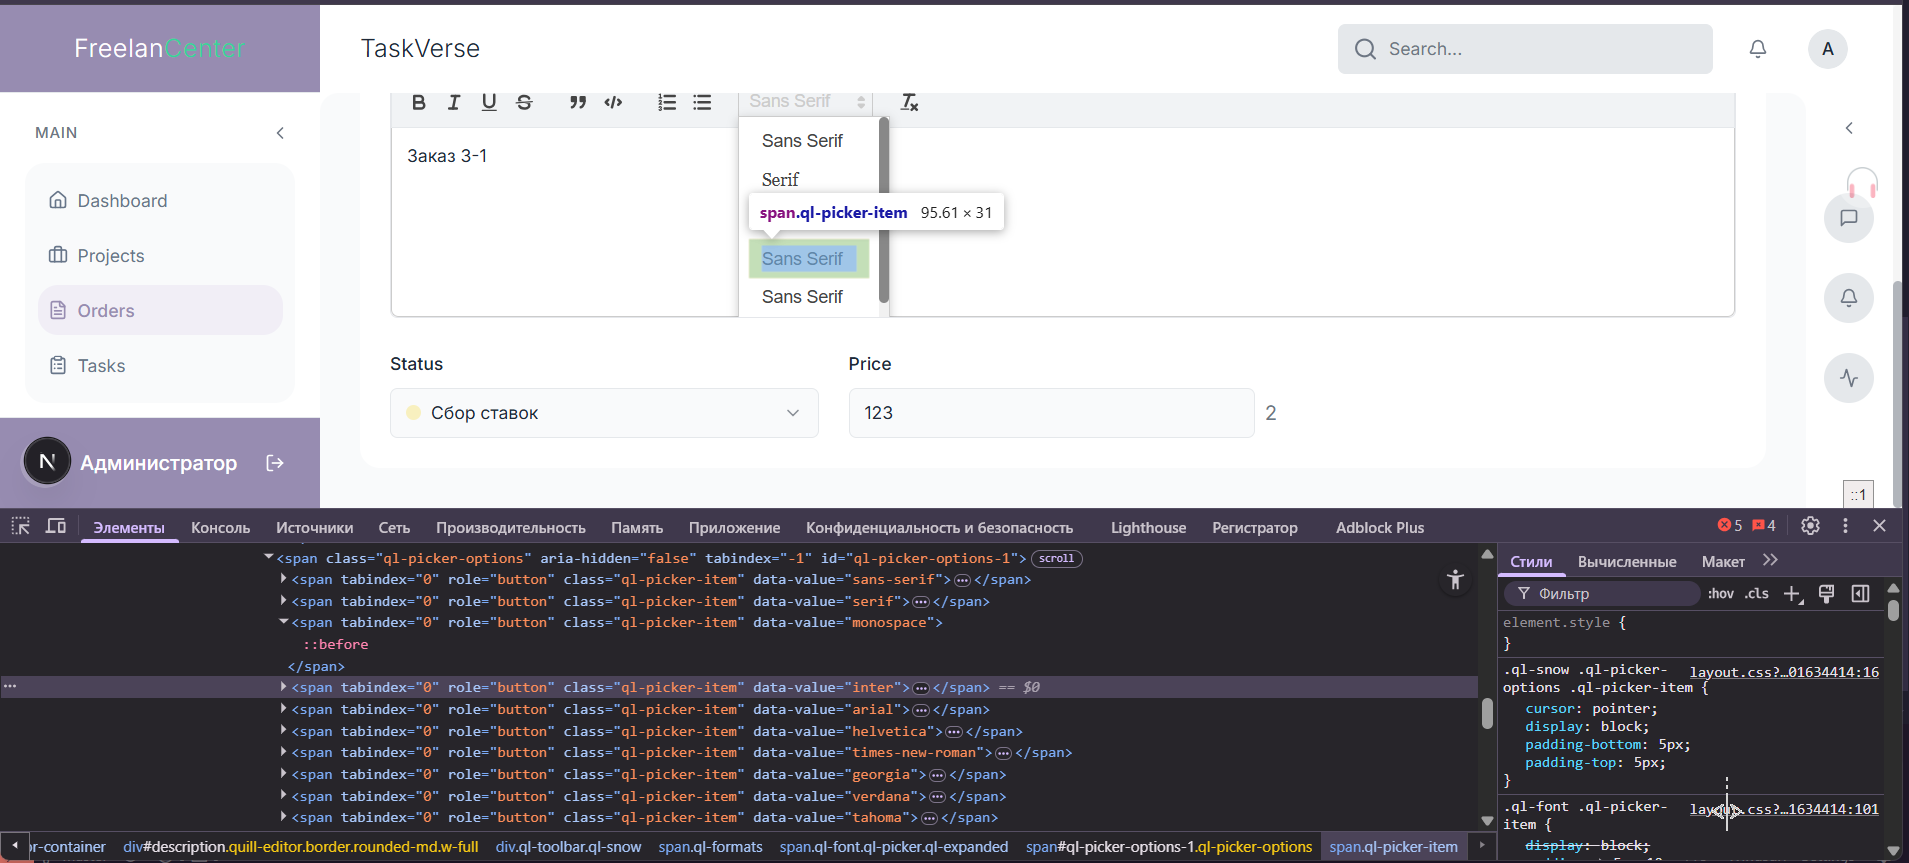 FreelanCenter
TaskVerse
Search...
A
MAIN
Dashboard
Projects
Orders
Tasks
N
Администратор
B I U S
Sans Serif
Заказ 3-1
Sans Serif
Serif
span.ql-picker-item 95.61 × 31
Sans Serif
Sans Serif
Status
Price
Сбор ставок
123
2
::1
Элементы
Консоль
Источники
Сеть
Производительность
Память
Приложение
Конфиденциальность и безопасность
Lighthouse
Регистратор
Adblock Plus
5
4
<span class="ql-picker-options" aria-hidden="false" tabindex="-1" id="ql-picker-options-1"> scroll
<span tabindex="0" role="button" class="ql-picker-item" data-value="sans-serif">…</span>
<span tabindex="0" role="button" class="ql-picker-item" data-value="serif">…</span>
<span tabindex="0" role="button" class="ql-picker-item" data-value="monospace">
::before
</span>
<span tabindex="0" role="button" class="ql-picker-item" data-value="inter">…</span> == $0
<span tabindex="0" role="button" class="ql-picker-item" data-value="arial">…</span>
<span tabindex="0" role="button" class="ql-picker-item" data-value="helvetica">…</span>
<span tabindex="0" role="button" class="ql-picker-item" data-value="times-new-roman">…</span>
<span tabindex="0" role="button" class="ql-picker-item" data-value="georgia">…</span>
<span tabindex="0" role="button" class="ql-picker-item" data-value="verdana">…</span>
<span tabindex="0" role="button" class="ql-picker-item" data-value="tahoma">…</span>
or-container
div#description.quill-editor.border.rounded-md.w-full
div.ql-toolbar.ql-snow
span.ql-formats
span.ql-font.ql-picker.ql-expanded
span#ql-picker-options-1.ql-picker-options
span.ql-picker-item
Стили
Вычисленные
Макет
Фильтр
:hov
.cls
element.style {
}
.ql-snow .ql-picker- layout.css?…01634414:16
options .ql-picker-item {
cursor: pointer;
display: block;
padding-bottom: 5px;
padding-top: 5px;
}
.ql-font .ql-picker- layout.css?…1634414:101
item {
display: block;